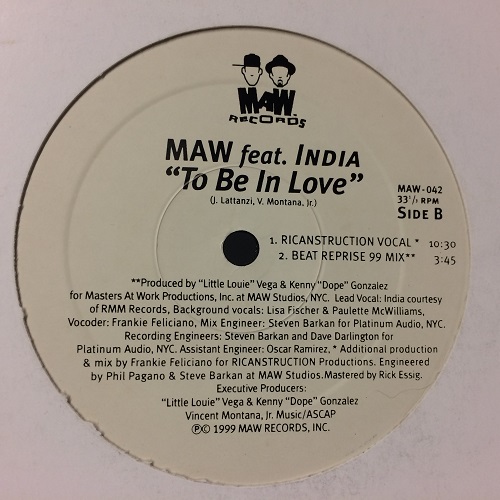 MAW.
RECORDS
MAW feat. INDIA
"To Be In Love"
(J. Lattanzi, V. Montana, Jr.)
MAW-042
33 1/3 RPM
SIDE B
1. RICANSTRUCTION VOCAL * 10:30
2. BEAT REPRISE 99 MIX** 3:45
**Produced by "Little Louie" Vega & Kenny "Dope" Gonzalez
for Masters At Work Productions, Inc. at MAW Studios, NYC. Lead Vocal: India courtesy
of RMM Records, Background vocals: Lisa Fischer & Paulette McWilliams,
Vocoder: Frankie Feliciano, Mix Engineer: Steven Barkan for Platinum Audio, NYC.
Recording Engineers: Steven Barkan and Dave Darlington for
Platinum Audio, NYC. Assistant Engineer: Oscar Ramirez, * Additional production
& mix by Frankie Feliciano for RICANSTRUCTION Productions. Engineered
by Phil Pagano & Steve Barkan at MAW Studios. Mastered by Rick Essig.
Executive Producers:
"Little Louie" Vega & Kenny "Dope" Gonzalez
Vincent Montana, Jr. Music/ASCAP
℗© 1999 MAW RECORDS, INC.